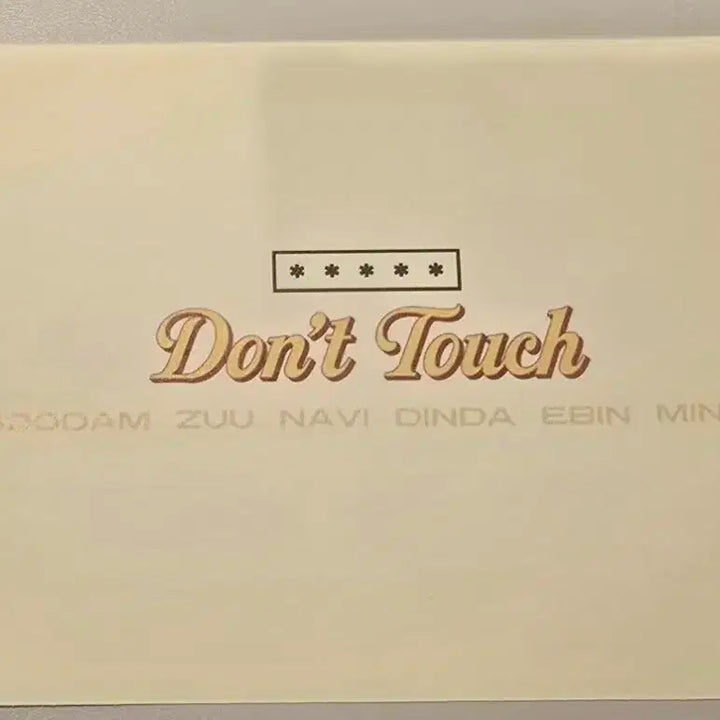 *****
Don't Touch
ZUU NAVI DINDA EBIN